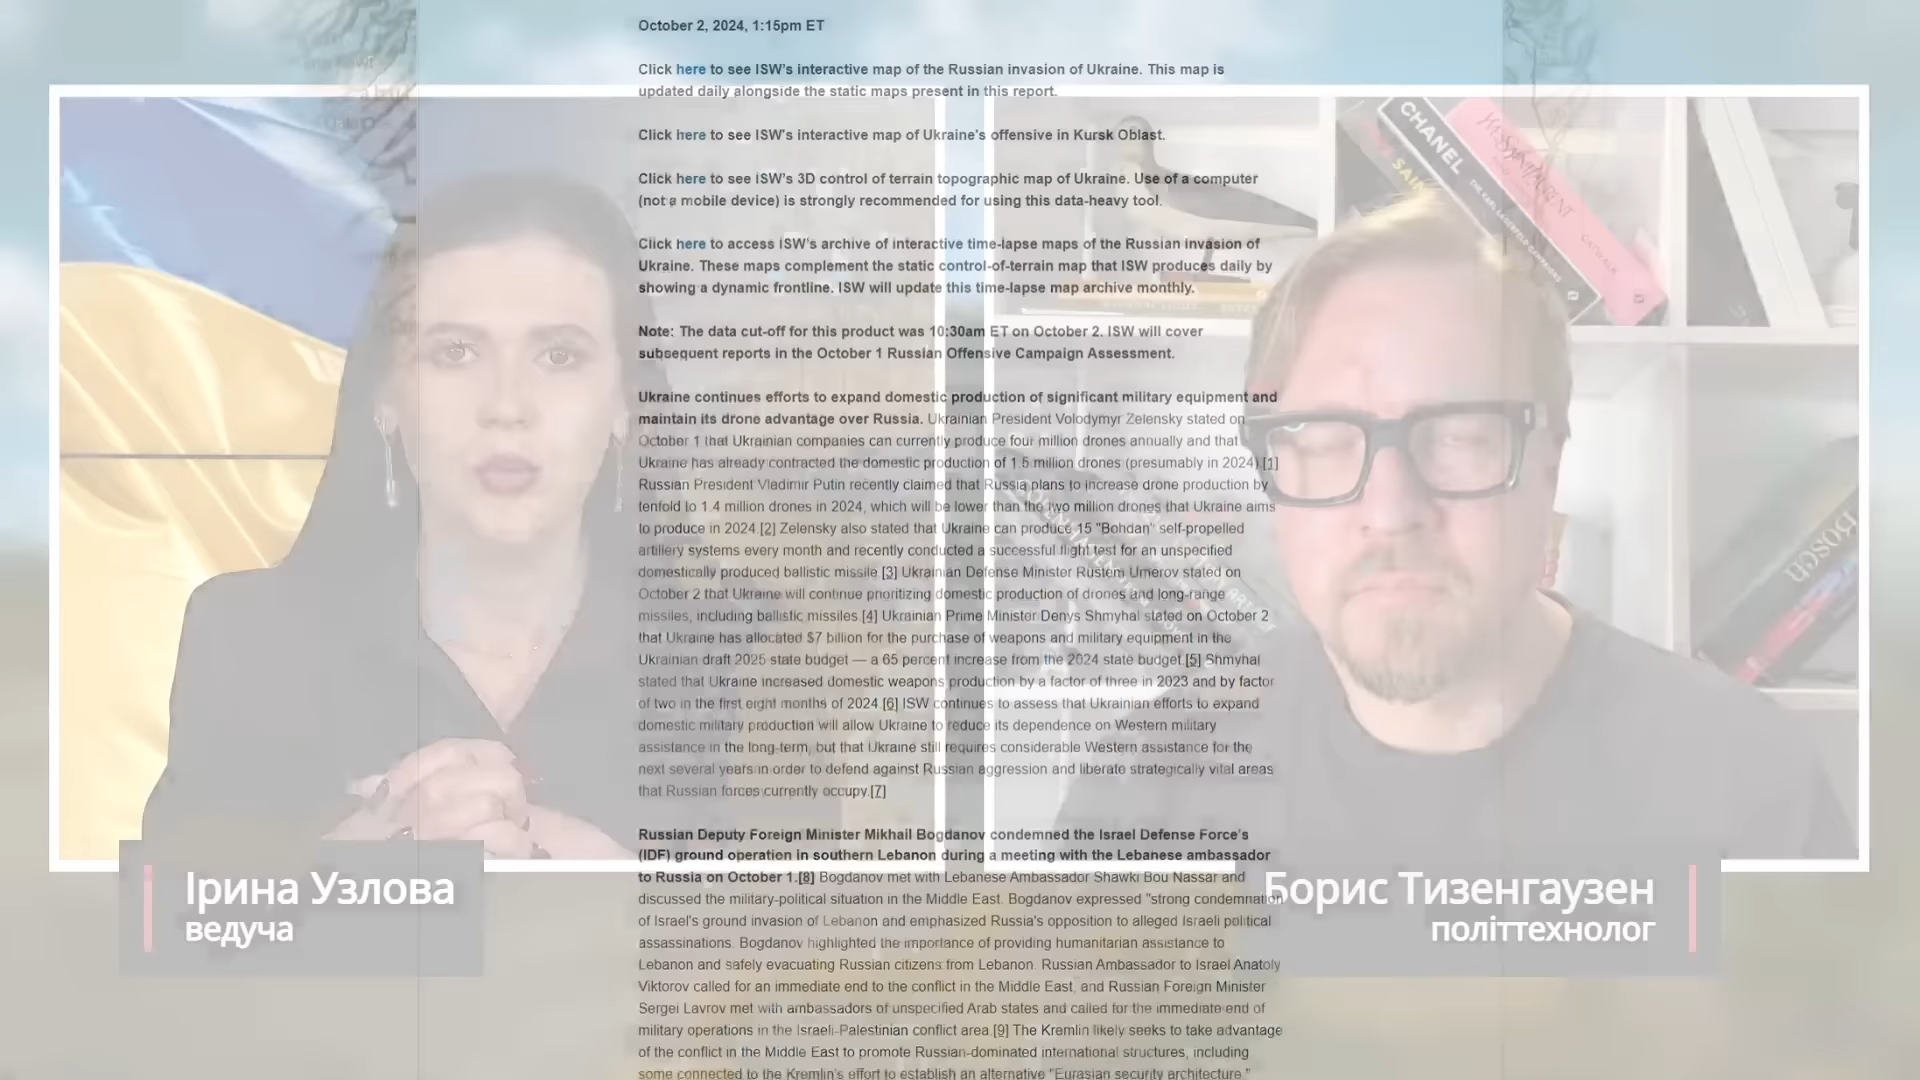 October 2, 2024, 1:15pm ET
Click here to see ISW's interactive map of the Russian invasion of Ukraine. This map is
updated daily alongside the static maps present in this report.
Click here to see ISW's interactive map of Ukraine's offensive in Kursk Oblast.
Click here to see ISW's 3D control of terrain topographic map of Ukraine. Use of a computer
(not a mobile device) is strongly recommended for using this data-heavy tool.
Click here to access ISW's archive of interactive time-lapse maps of the Russian invasion of
Ukraine. These maps complement the static control-of-terrain map that ISW produces daily by
showing a dynamic frontline. ISW will update this time-lapse map archive monthly.
Note: The data cut-off for this product was 10:30am ET on October 2. ISW will cover
subsequent reports in the October 1 Russian Offensive Campaign Assessment.
Ukraine continues efforts to expand domestic production of significant military equipment and
maintain its drone advantage over Russia. Ukrainian President Volodymyr Zelensky stated on
October 1 that Ukrainian companies can currently produce four million drones annually and that
Ukraine has already contracted the domestic production of 1.5 million drones (presumably in 2024).[1]
Russian President Vladimir Putin recently claimed that Russia plans to increase drone production by
tenfold to 1.4 million drones in 2024, which will be lower than the two million drones that Ukraine aims
to produce in 2024.[2] Zelensky also stated that Ukraine can produce 15 "Bohdan" self-propelled
artillery systems every month and recently conducted a successful flight test for an unspecified
domestically produced ballistic missile.[3] Ukrainian Defense Minister Rustem Umerov stated on
October 2 that Ukraine will continue prioritizing domestic production of drones and long-range
missiles, including ballistic missiles.[4] Ukrainian Prime Minister Denys Shmyhal stated on October 2
that Ukraine has allocated $7 billion for the purchase of weapons and military equipment in the
Ukrainian draft 2025 state budget — a 65 percent increase from the 2024 state budget.[5] Shmyhal
stated that Ukraine increased domestic weapons production by a factor of three in 2023 and by factor
of two in the first eight months of 2024.[6] ISW continues to assess that Ukrainian efforts to expand
domestic military production will allow Ukraine to reduce its dependence on Western military
assistance in the long-term, but that Ukraine still requires considerable Western assistance for the
next several years in order to defend against Russian aggression and liberate strategically vital areas
that Russian forces currently occupy.[7]
Russian Deputy Foreign Minister Mikhail Bogdanov condemned the Israel Defense Force's
(IDF) ground operation in southern Lebanon during a meeting with the Lebanese ambassador
to Russia on October 1.[8] Bogdanov met with Lebanese Ambassador Shawki Bou Nassar and
discussed the military-political situation in the Middle East. Bogdanov expressed "strong condemnation
of Israel's ground invasion of Lebanon and emphasized Russia's opposition to alleged Israeli political
assassinations. Bogdanov highlighted the importance of providing humanitarian assistance to
Lebanon and safely evacuating Russian citizens from Lebanon. Russian Ambassador to Israel Anatoly
Viktorov called for an immediate end to the conflict in the Middle East, and Russian Foreign Minister
Sergei Lavrov met with ambassadors of unspecified Arab states and called for the immediate end of
military operations in the Israeli-Palestinian conflict area.[9] The Kremlin likely seeks to take advantage
of the conflict in the Middle East to promote Russian-dominated international structures, including
some connected to the Kremlin's effort to establish an alternative "Eurasian security architecture."
CHANEL
THE KARL LAGERFELD CAMPAIGNS
CATWALK
Ірина Узлова
ведуча
Борис Тизенгаузен
політтехнолог